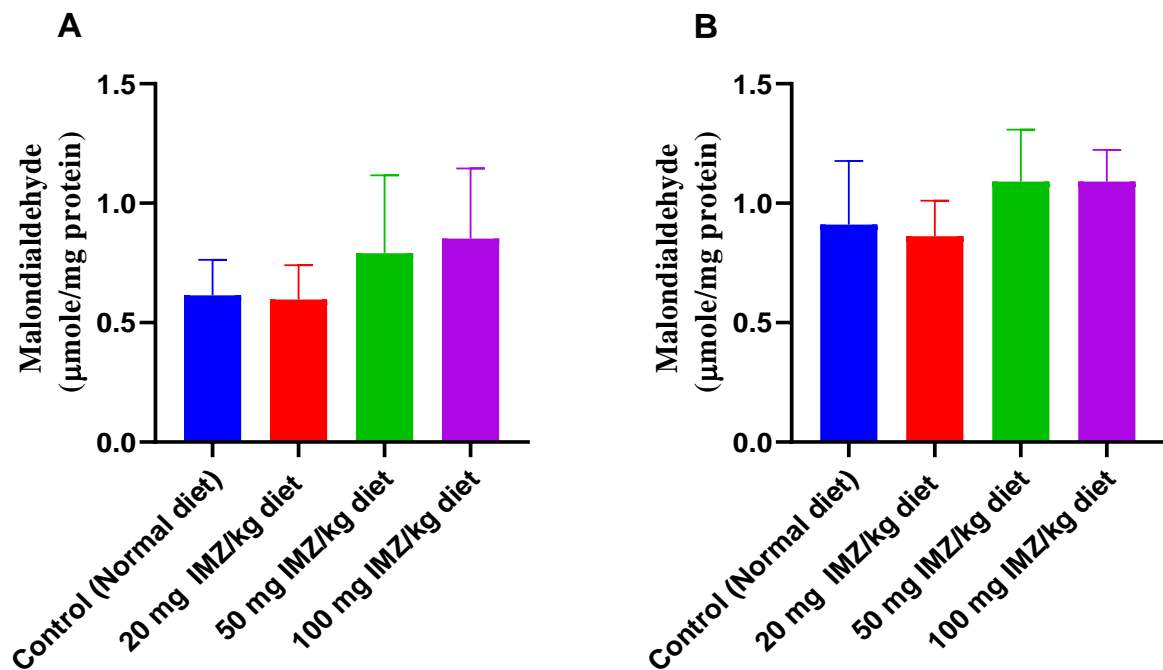 A
Malondialdehyde
(μmole/mg protein)
1.5
1.0
0.5
0.0
Control (Normal diet)
20 mg  IMZ/kg diet
50 mg IMZ/kg diet
100 mg IMZ/kg diet
B
Malondialdehyde
(μmole/mg protein)
1.5
1.0
0.5
0.0
Control (Normal diet)
20 mg  IMZ/kg diet
50 mg IMZ/kg diet
100 mg IMZ/kg diet